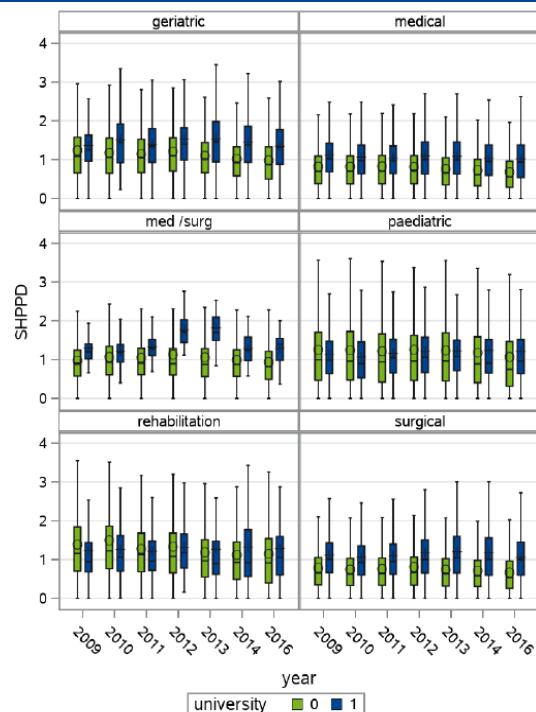 geriatric medical
4 3 2 1 0
med /surg paediatric
SHPPD
4 3 2 1 0
rehabilitation surgical
4 3 2 1 0
2009 2010 2011 2012 2013 2014 2016 2009 2010 2011 2012 2013 2014 2016
year
university 0 1